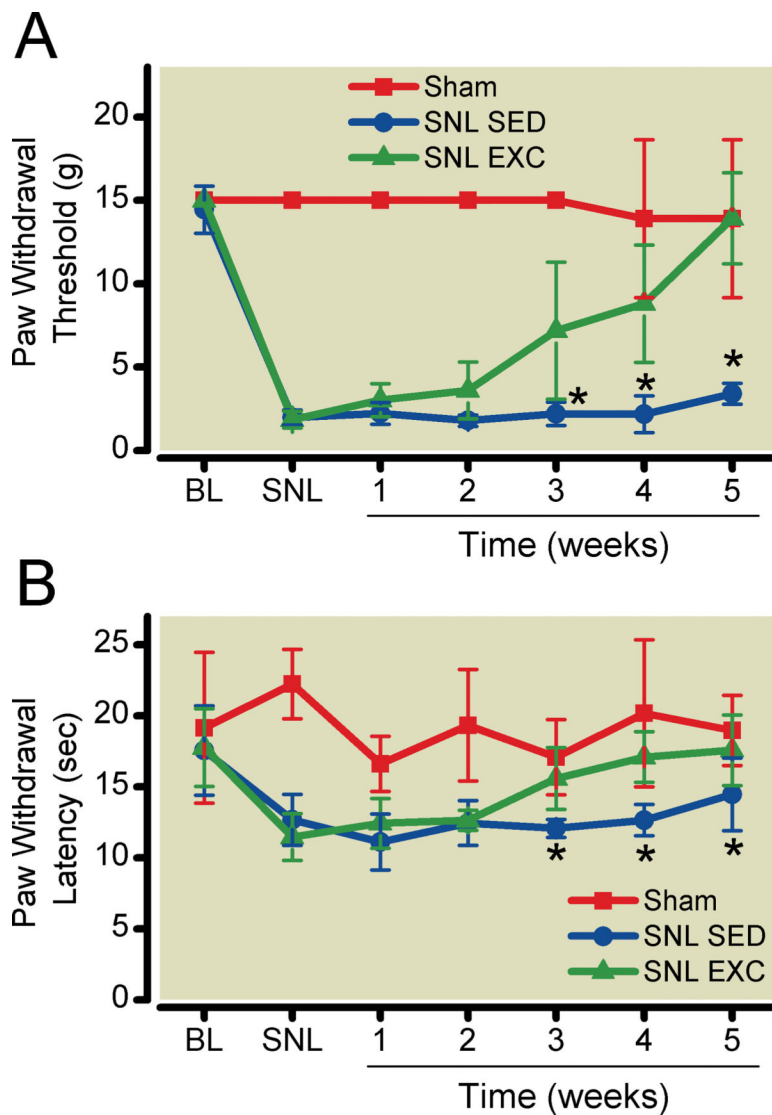 A
Paw Withdrawal
Threshold (g)
20
15
10
5
0
Sham
SNL SED
SNL EXC
*
*
*
BL SNL 1 2 3 4 5
Time (weeks)
B
Paw Withdrawal
Latency (sec)
25
20
15
10
5
0
*
*
*
Sham
SNL SED
SNL EXC
BL SNL 1 2 3 4 5
Time (weeks)